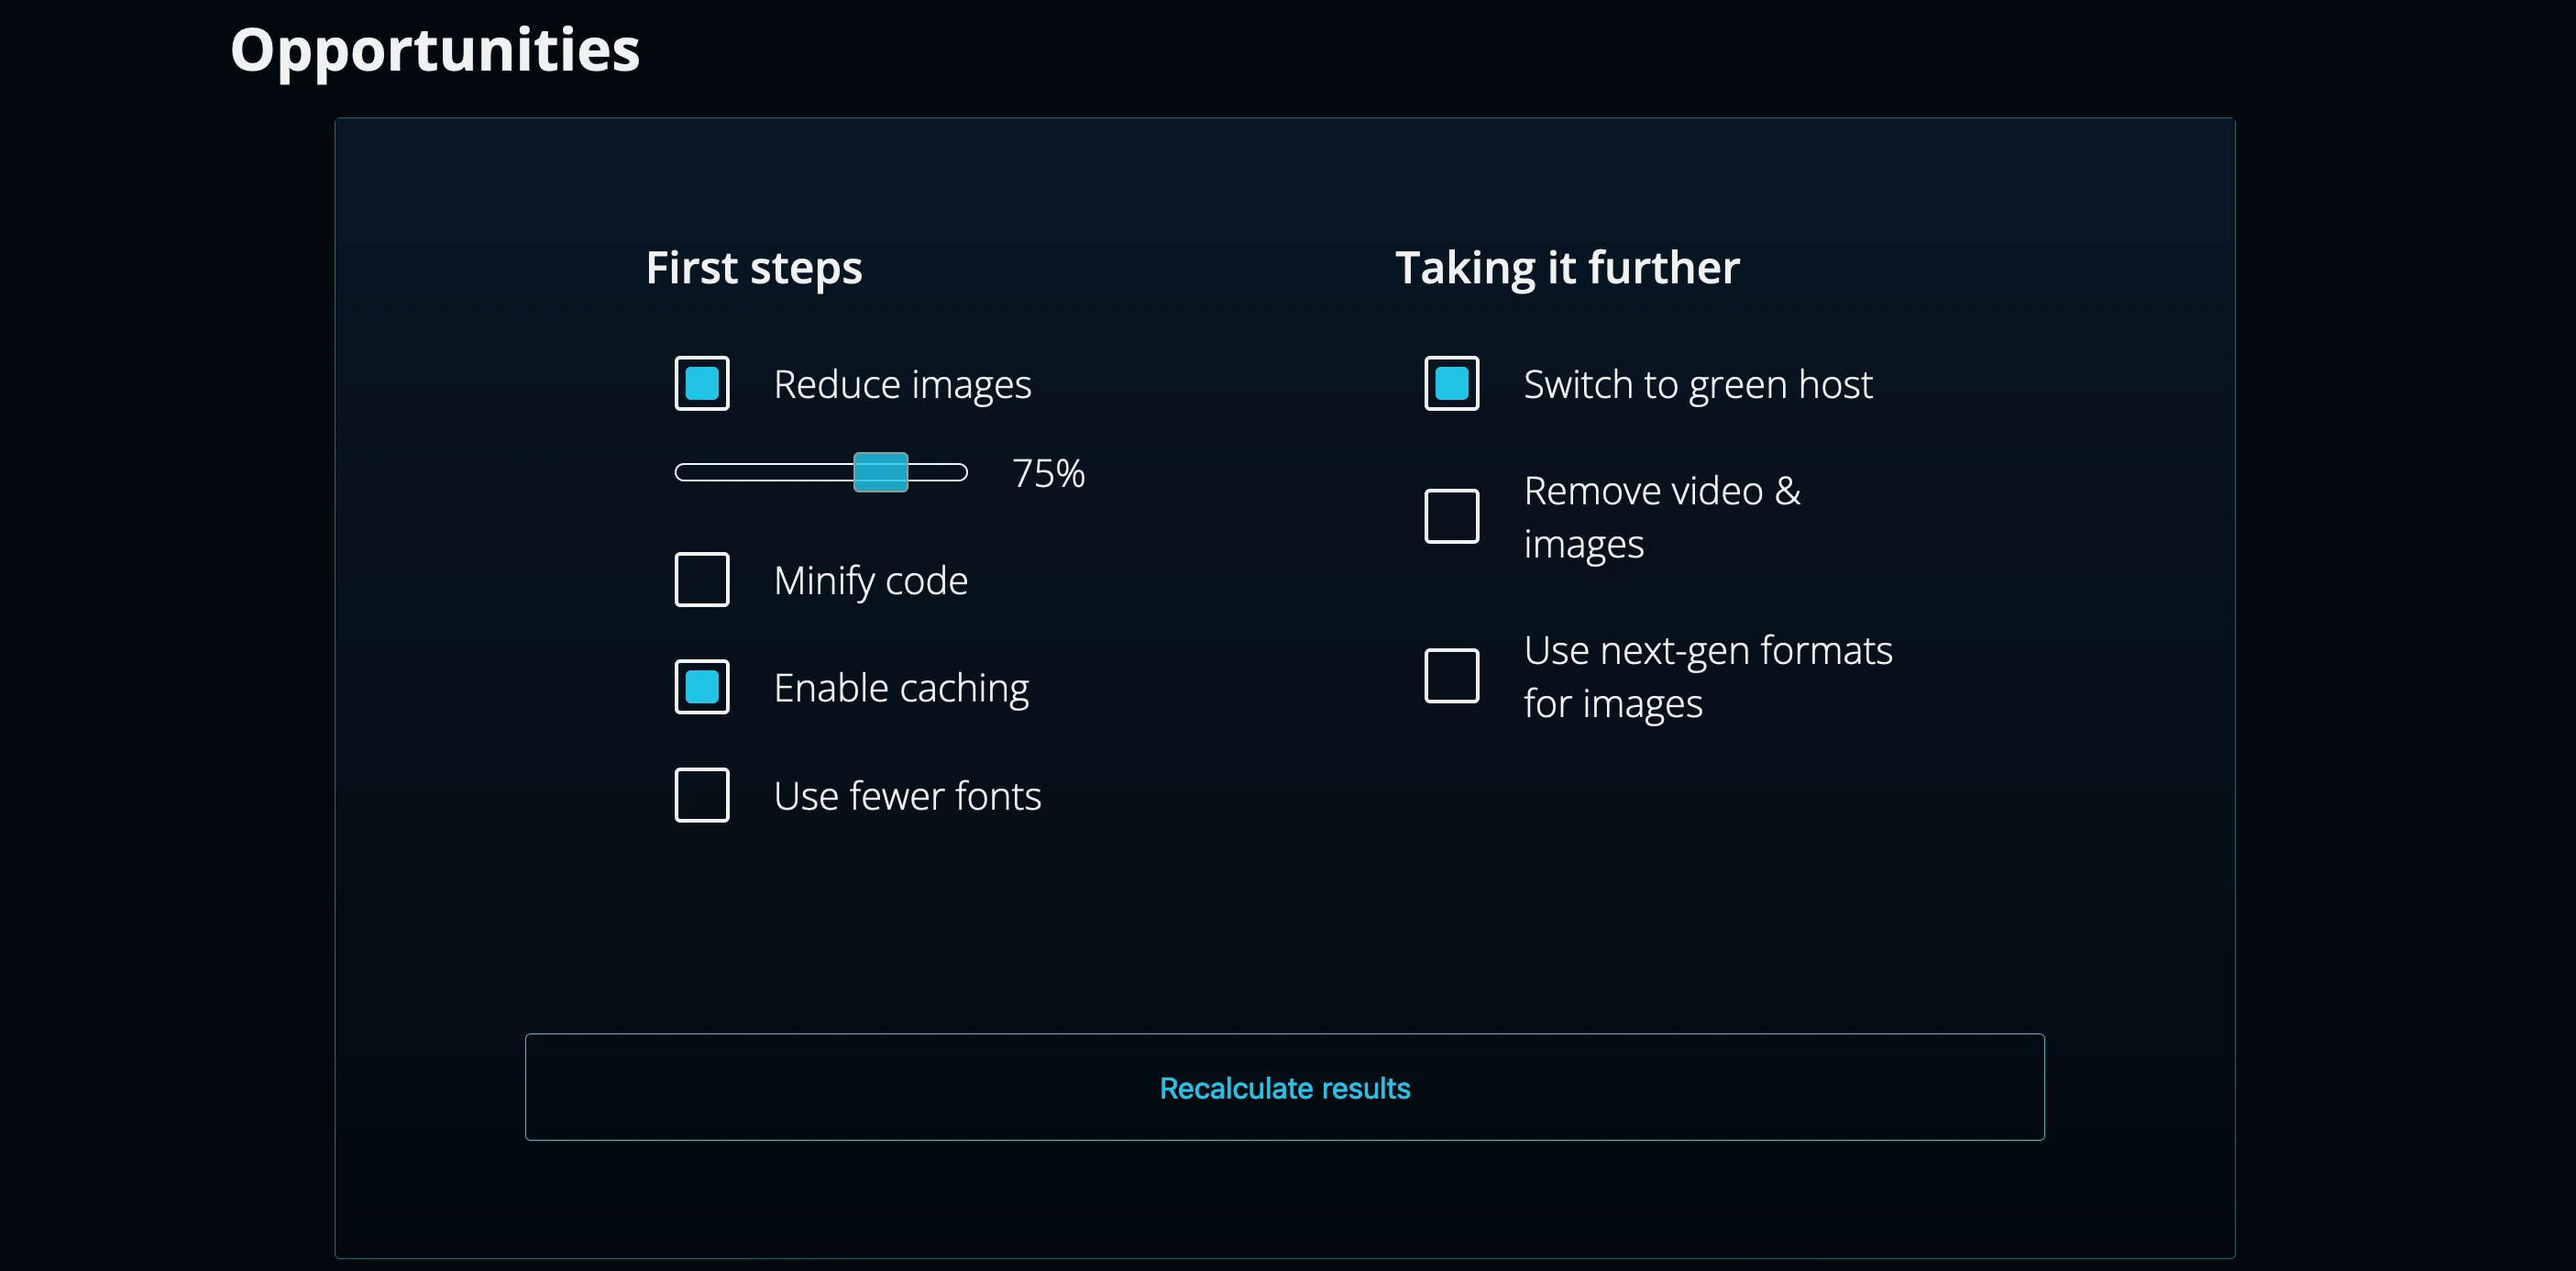 Opportunities
First steps
Reduce images
75%
Minify code
Enable caching
Use fewer fonts
Taking it further
Switch to green host
Remove video &
images
Use next-gen formats
for images
Recalculate results